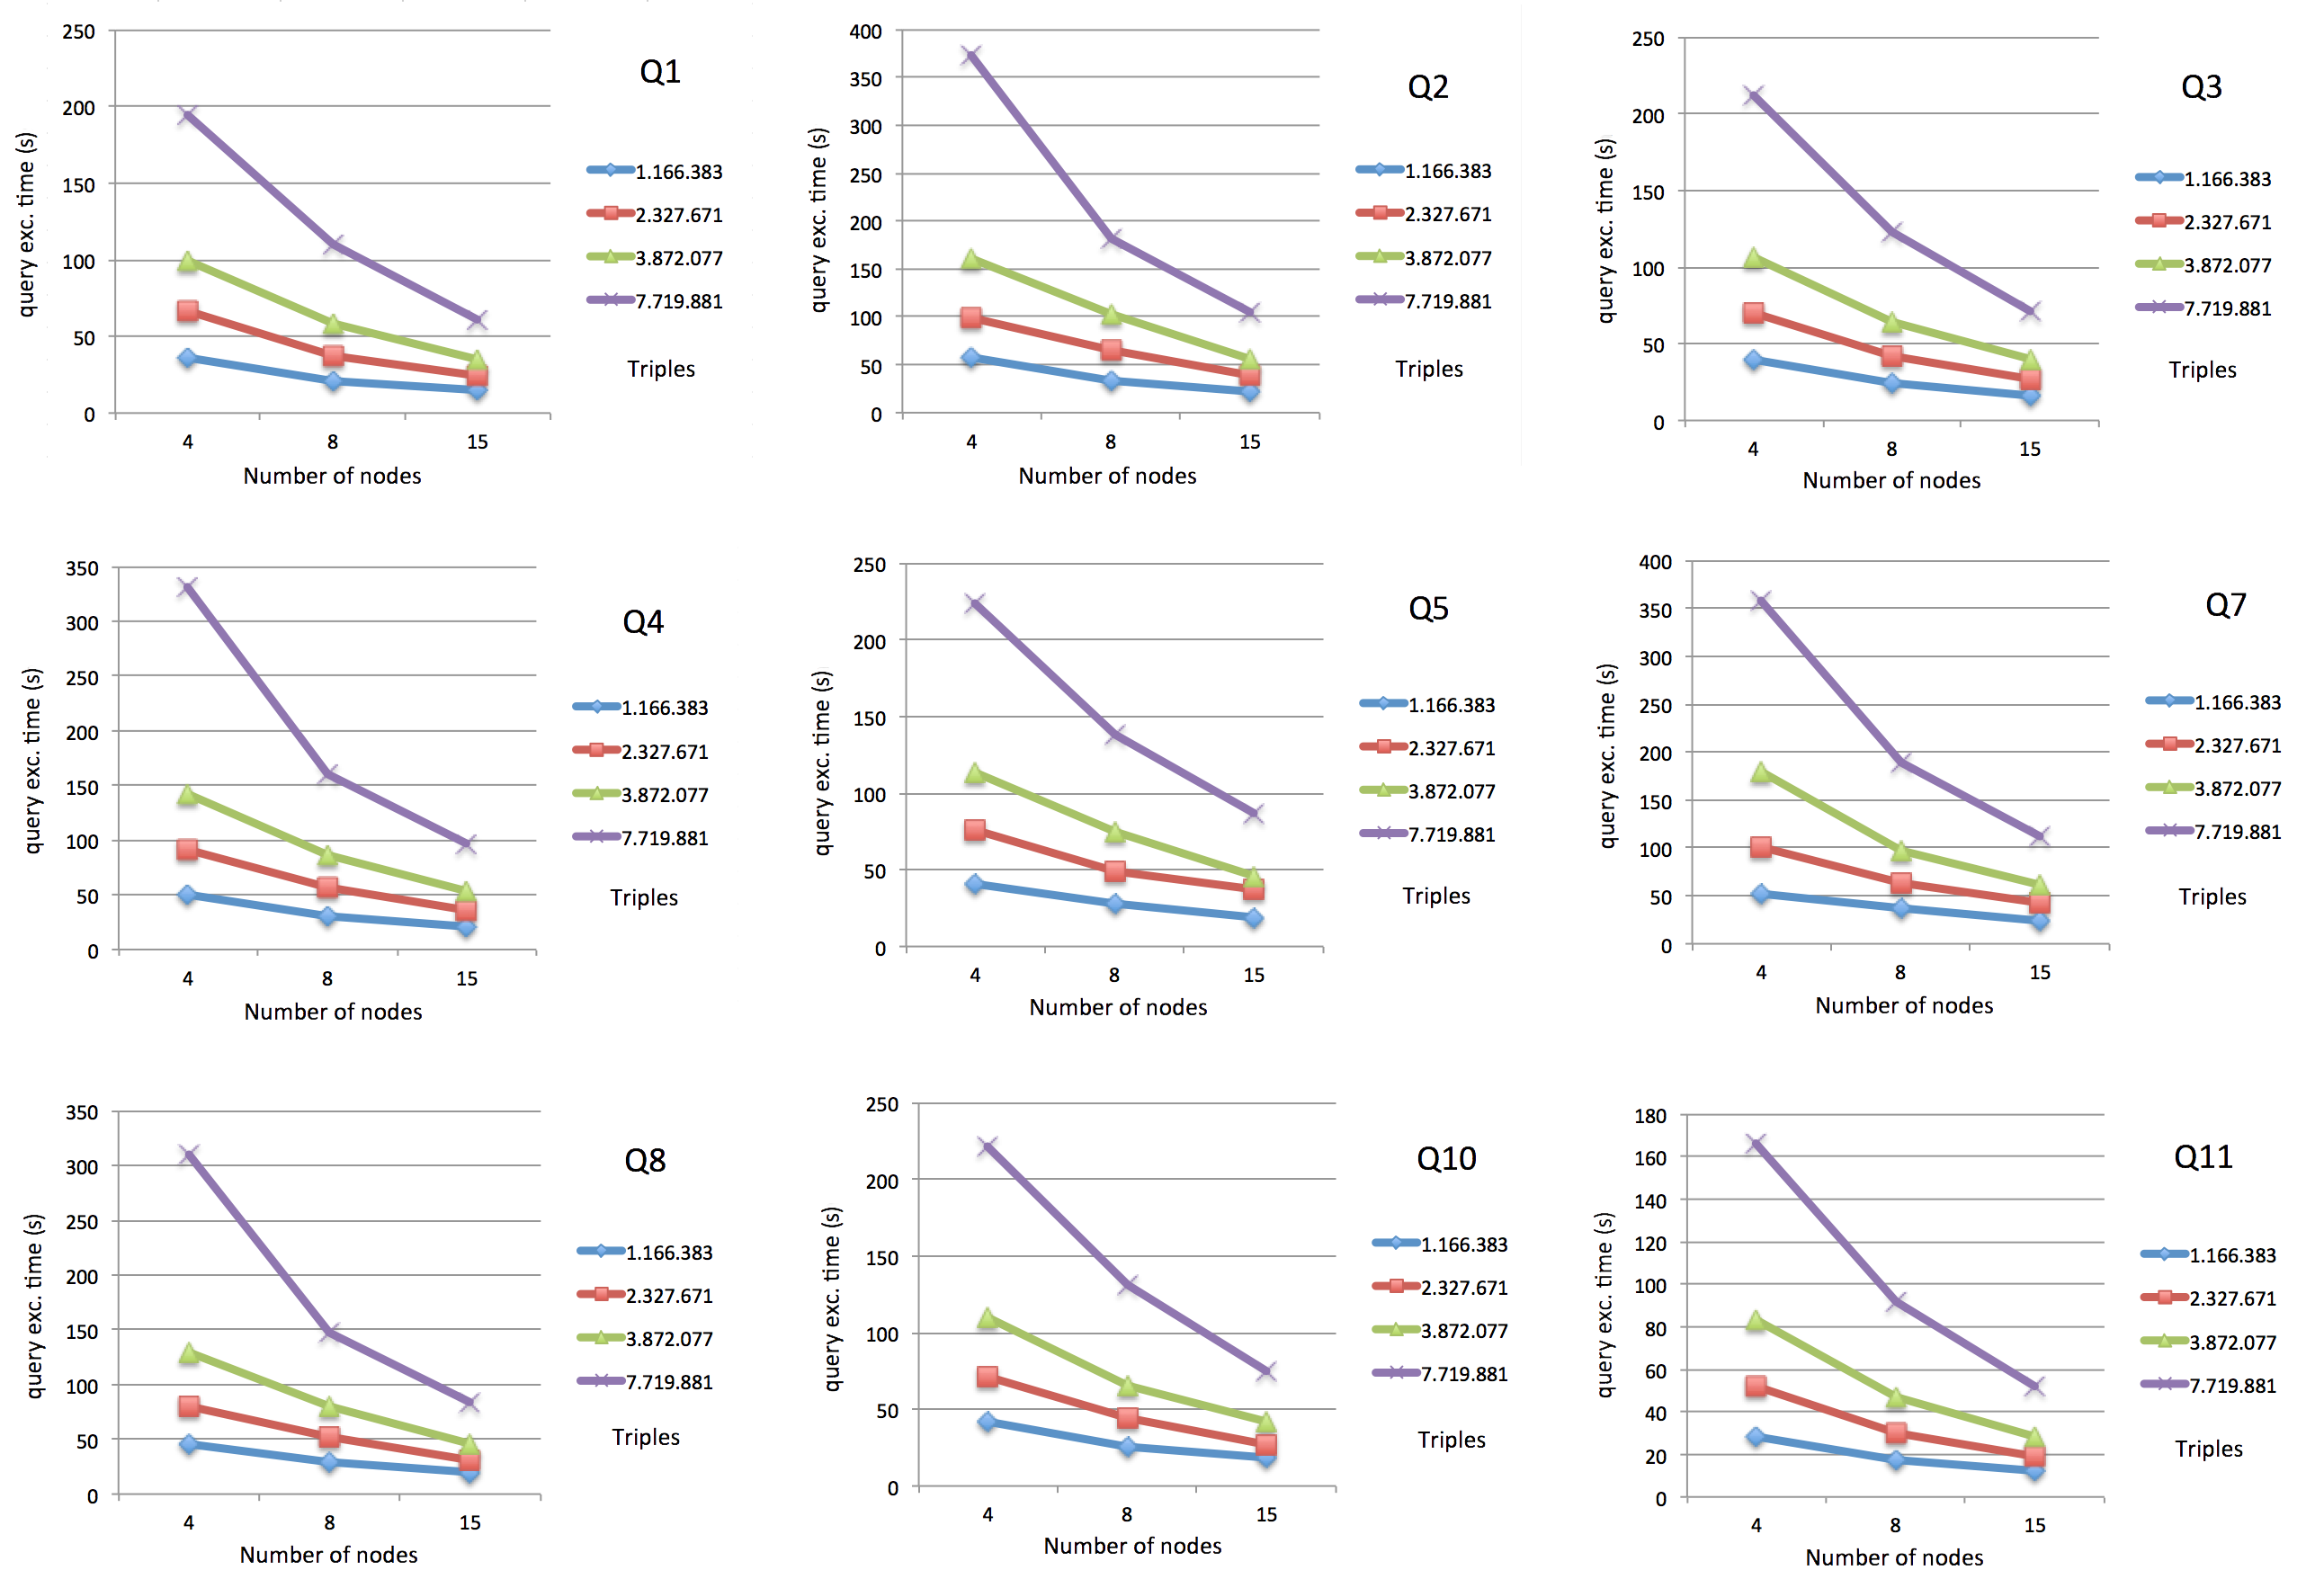 Q1
query exc. time (s)
250
200
150
100
50
0
4 8 15
Number of nodes
1.166.383
2.327.671
3.872.077
7.719.881
Triples
Q2
query exc. time (s)
400
350
300
250
200
150
100
50
0
4 8 15
Number of nodes
1.166.383
2.327.671
3.872.077
7.719.881
Triples
Q3
query exc. time (s)
250
200
150
100
50
0
4 8 15
Number of nodes
1.166.383
2.327.671
3.872.077
7.719.881
Triples
Q4
query exc. time (s)
350
300
250
200
150
100
50
0
4 8 15
Number of nodes
1.166.383
2.327.671
3.872.077
7.719.881
Triples
Q5
query exc. time (s)
250
200
150
100
50
0
4 8 15
Number of nodes
1.166.383
2.327.671
3.872.077
7.719.881
Triples
Q7
query exc. time (s)
400
350
300
250
200
150
100
50
0
4 8 15
Number of nodes
1.166.383
2.327.671
3.872.077
7.719.881
Triples
Q8
query exc. time (s)
350
300
250
200
150
100
50
0
4 8 15
Number of nodes
1.166.383
2.327.671
3.872.077
7.719.881
Triples
Q10
query exc. time (s)
250
200
150
100
50
0
4 8 15
Number of nodes
1.166.383
2.327.671
3.872.077
7.719.881
Triples
Q11
query exc. time (s)
180
160
140
120
100
80
60
40
20
0
4 8 15
Number of nodes
1.166.383
2.327.671
3.872.077
7.719.881
Triples